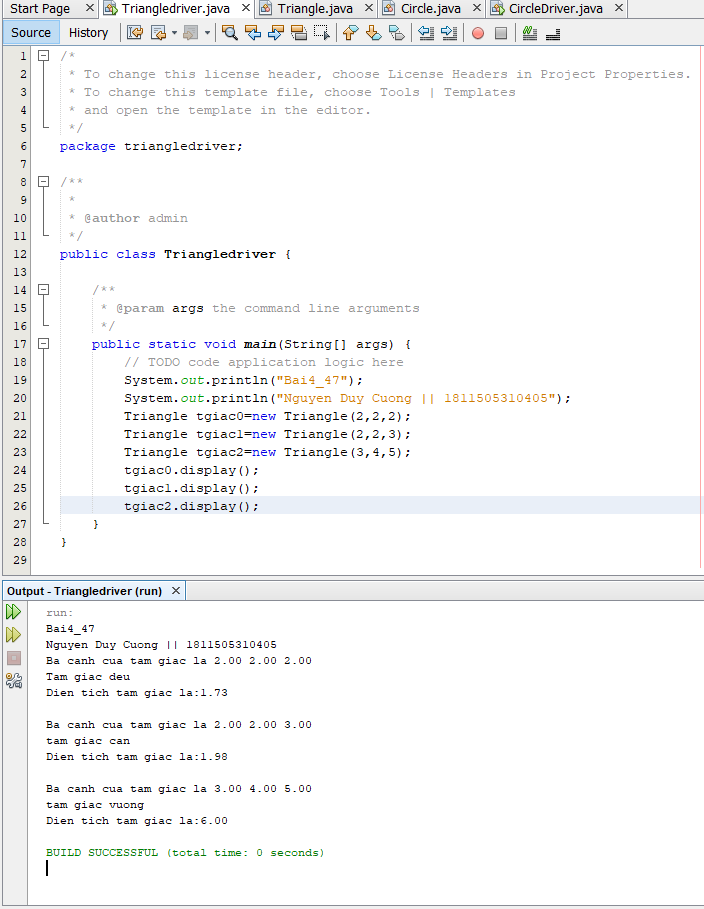 Start Page Triangledriver.java Triangle.java Circle.java CircleDriver.java
Source History
1 /*
2 * To change this license header, choose License Headers in Project Properties.
3 * To change this template file, choose Tools | Templates
4 * and open the template in the editor.
5 */
6 package triangledriver;
7
8 /**
9 *
10 * @author admin
11 */
12 public class Triangledriver {
13
14 /**
15 * @param args the command line arguments
16 */
17 public static void main(String[] args) {
18 // TODO code application logic here
19 System.out.println("Bai4_47");
20 System.out.println("Nguyen Duy Cuong || 1811505310405");
21 Triangle tgiac0=new Triangle(2,2,2);
22 Triangle tgiac1=new Triangle(2,2,3);
23 Triangle tgiac2=new Triangle(3,4,5);
24 tgiac0.display();
25 tgiac1.display();
26 tgiac2.display();
27 }
28 }
29
Output - Triangledriver (run)
run:
Bai4_47
Nguyen Duy Cuong || 1811505310405
Ba canh cua tam giac la 2.00 2.00 2.00
Tam giac deu
Dien tich tam giac la:1.73
Ba canh cua tam giac la 2.00 2.00 3.00
tam giac can
Dien tich tam giac la:1.98
Ba canh cua tam giac la 3.00 4.00 5.00
tam giac vuong
Dien tich tam giac la:6.00
BUILD SUCCESSFUL (total time: 0 seconds)